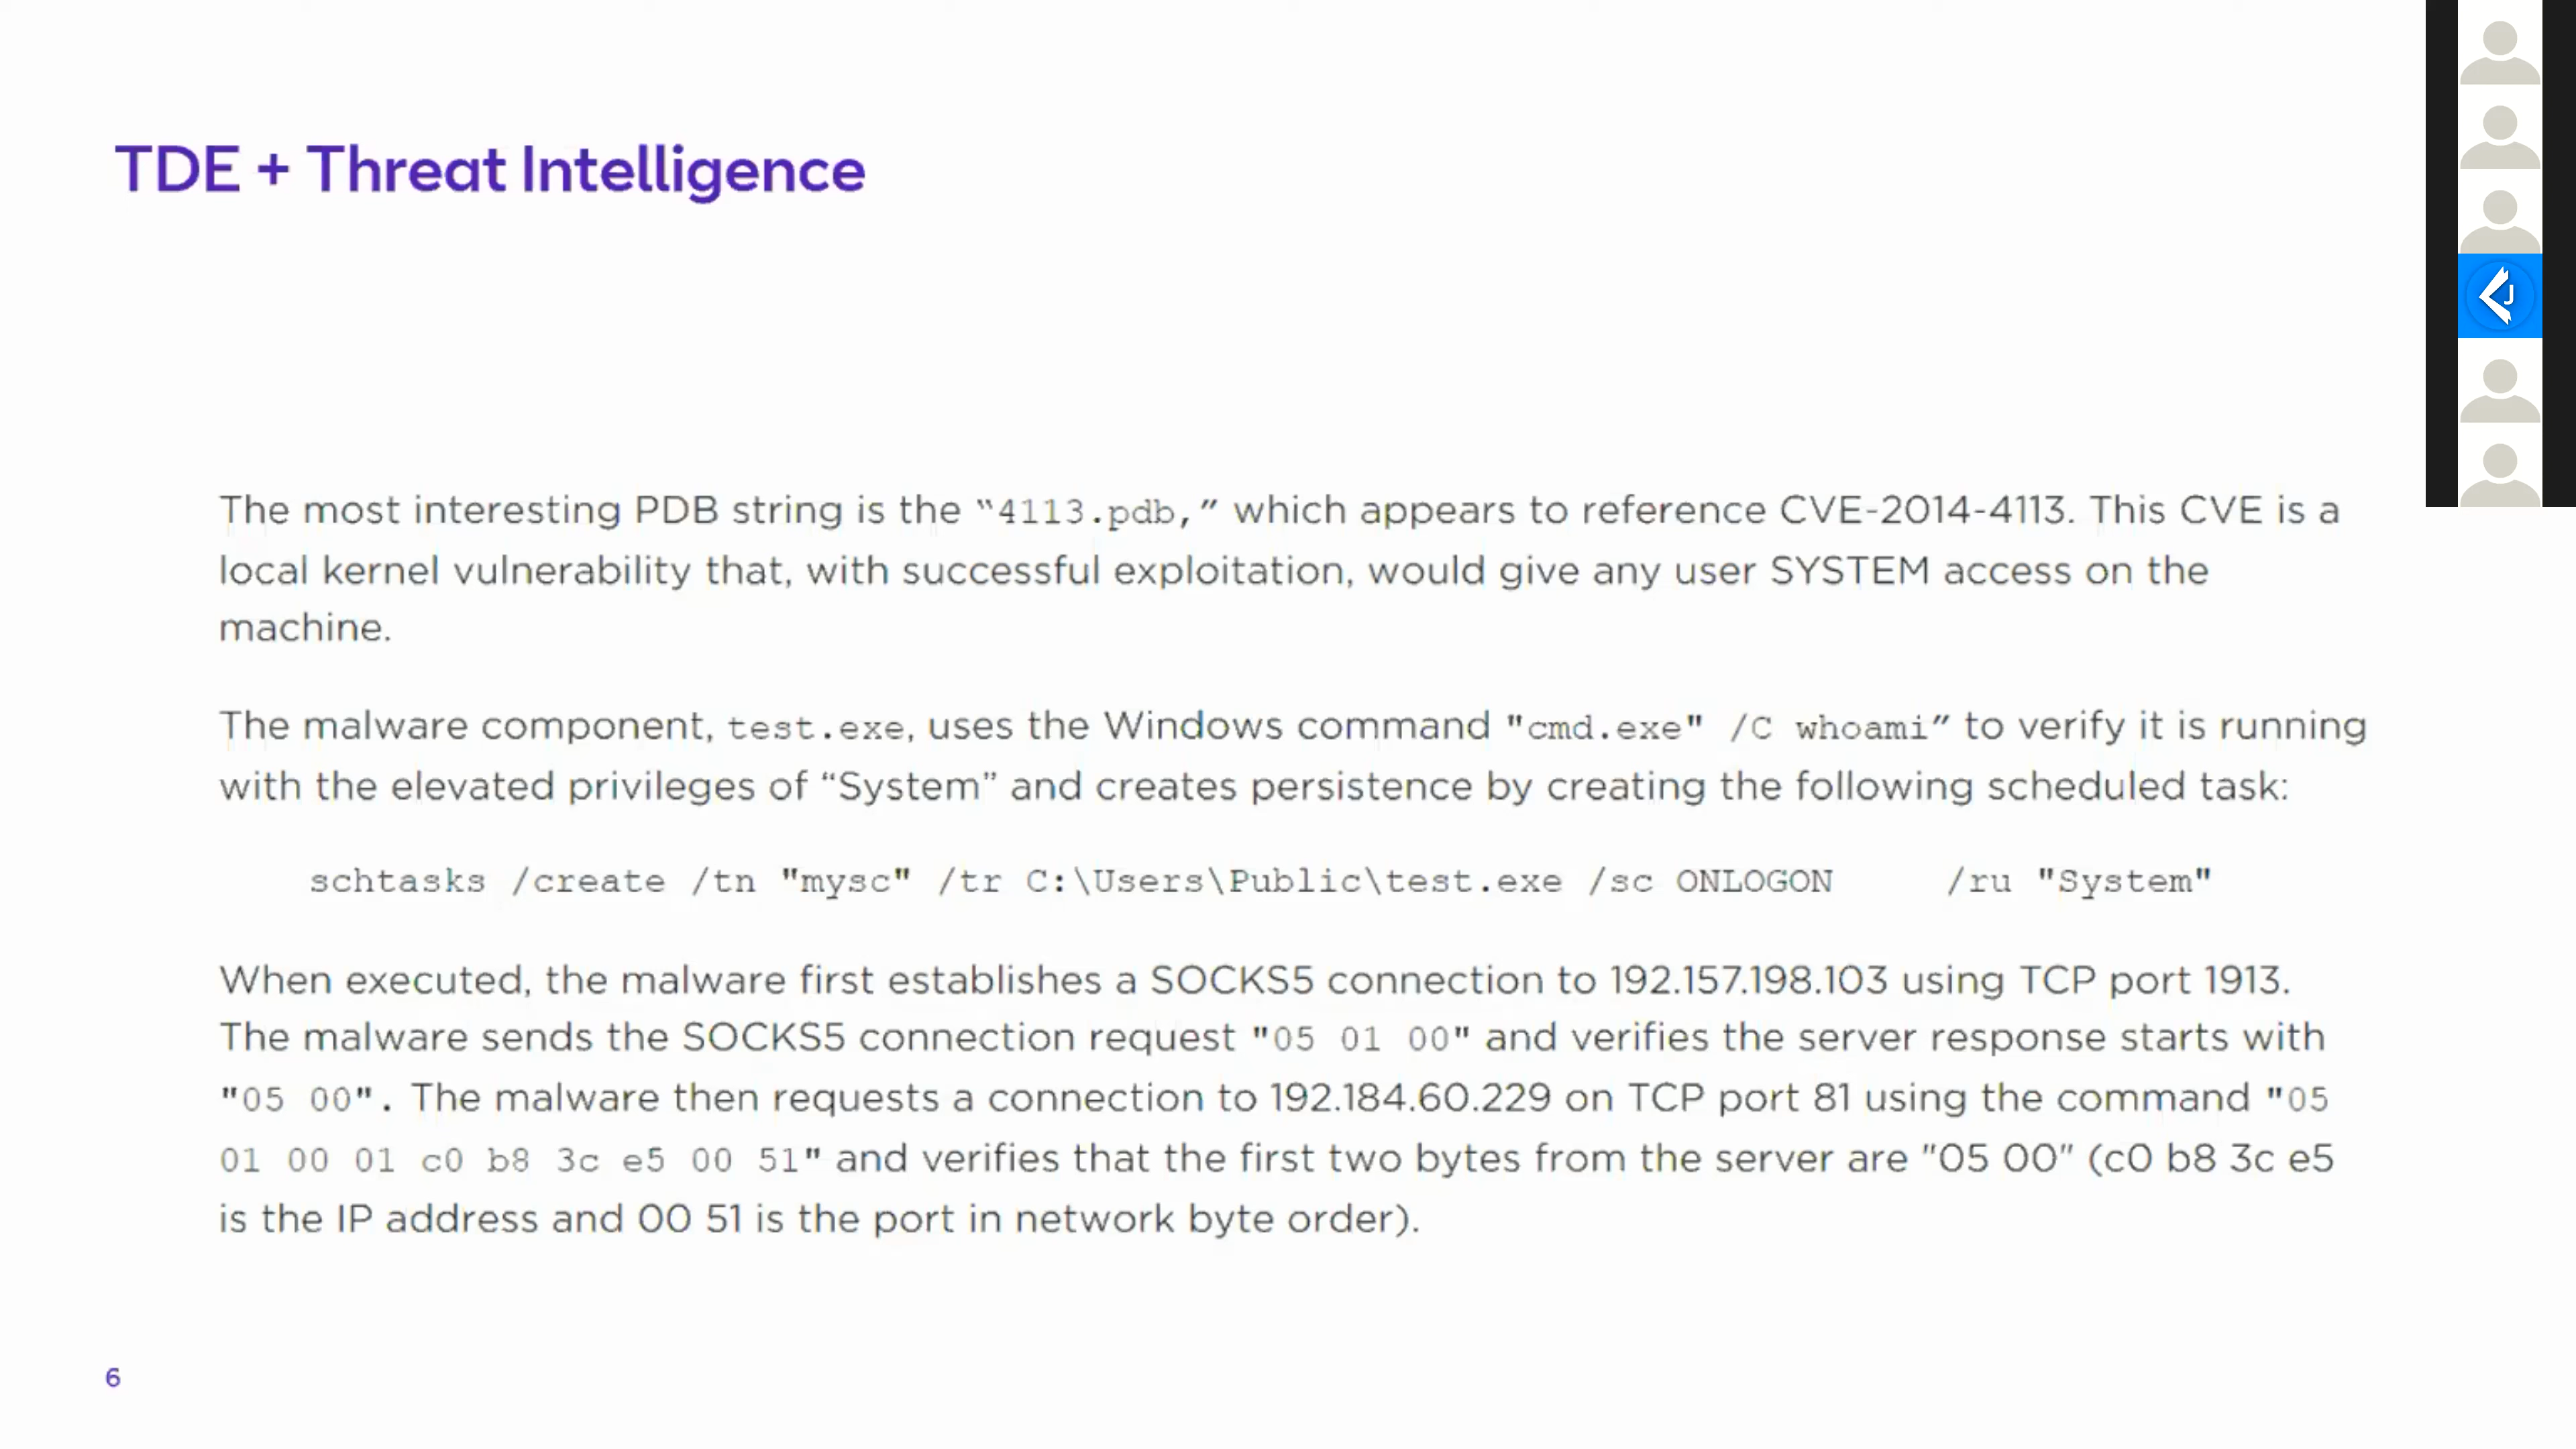 TDE + Threat Intelligence
The most interesting PDB string is the “4113.pdb,” which appears to reference CVE-2014-4113. This CVE is a
local kernel vulnerability that, with successful exploitation, would give any user SYSTEM access on the
machine.
The malware component, test.exe, uses the Windows command "cmd.exe" /C whoami” to verify it is running
with the elevated privileges of “System” and creates persistence by creating the following scheduled task:
schtasks /create /tn "mysc" /tr C:\Users\Public\test.exe /sc ONLOGON /ru "System"
When executed, the malware first establishes a SOCKS5 connection to 192.157.198.103 using TCP port 1913.
The malware sends the SOCKS5 connection request "05 01 00" and verifies the server response starts with
"05 00". The malware then requests a connection to 192.184.60.229 on TCP port 81 using the command "05
01 00 01 c0 b8 3c e5 00 51" and verifies that the first two bytes from the server are "05 00" (c0 b8 3c e5
is the IP address and 00 51 is the port in network byte order).
6
J